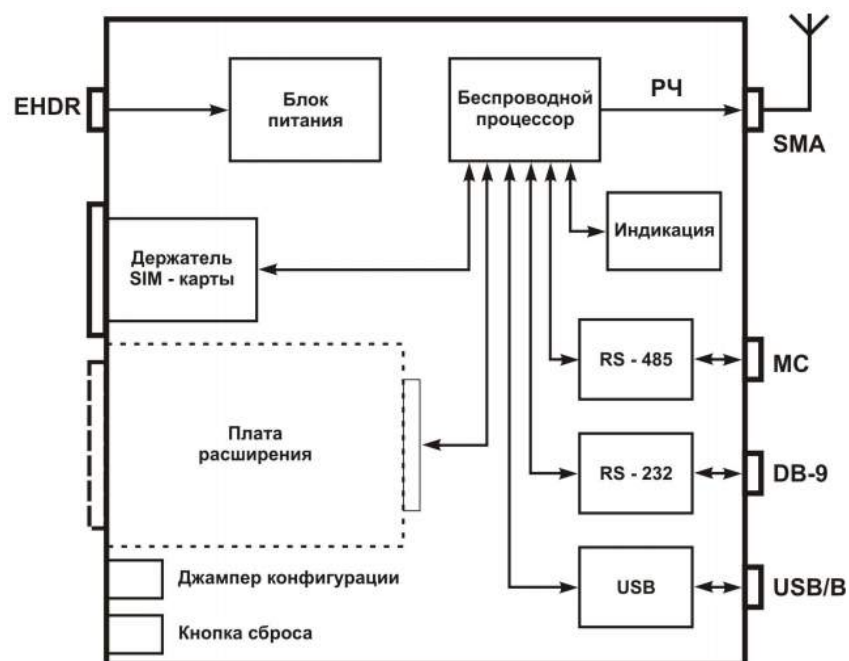 EHDR
Блок
питания
Беспроводной
процессор
РЧ
SMA
Держатель
SIM - карты
Индикация
RS - 485
MC
Плата
расширения
RS - 232
DB-9
Джампер конфигурации
USB
USB/B
Кнопка сброса